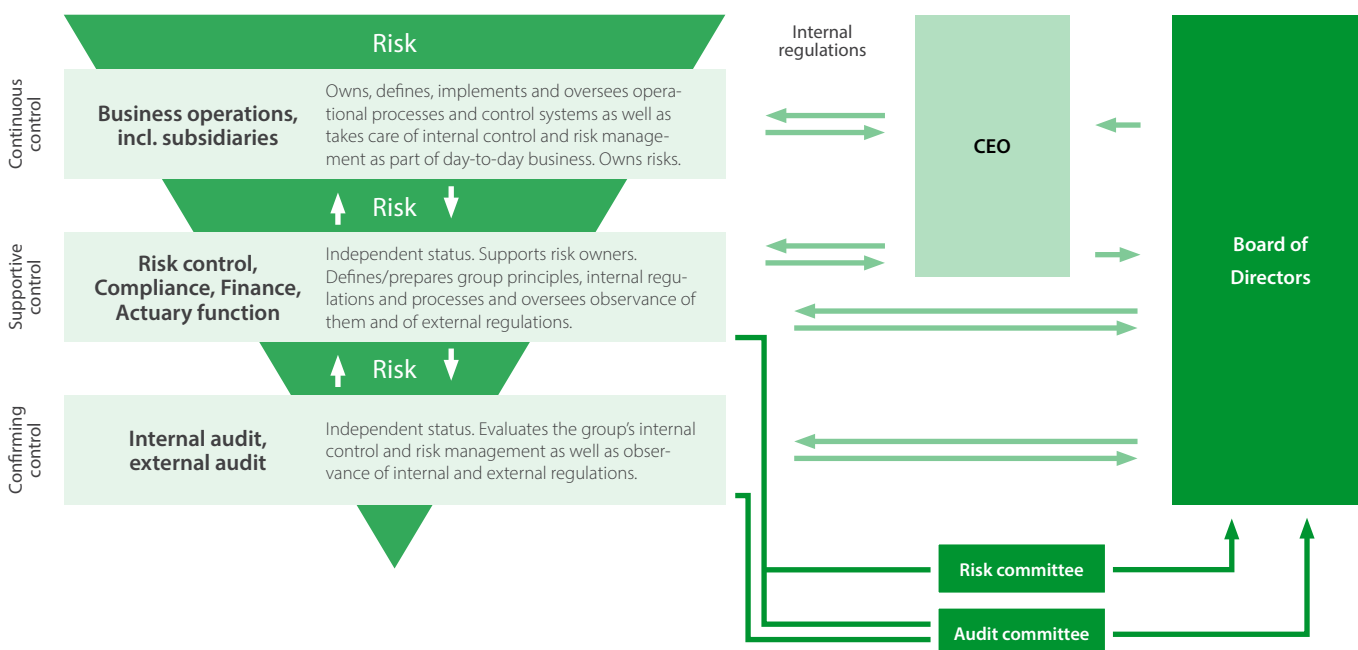 Risk
Internal
regulations
Continuous
control
Business operations,
incl. subsidiaries
Owns, defines, implements and oversees opera-
tional processes and control systems as well as
takes care of internal control and risk manage-
ment as part of day-to-day business. Owns risks.
CEO
Risk
Supportive
control
Risk control,
Compliance, Finance,
Actuary function
Independent status. Supports risk owners.
Defines/prepares group principles, internal regu-
lations and processes and oversees observance of
them and of external regulations.
Board of
Directors
Risk
Confirming
control
Internal audit,
external audit
Independent status. Evaluates the group's internal
control and risk management as well as obser-
vance of internal and external regulations.
Risk committee
Audit committee